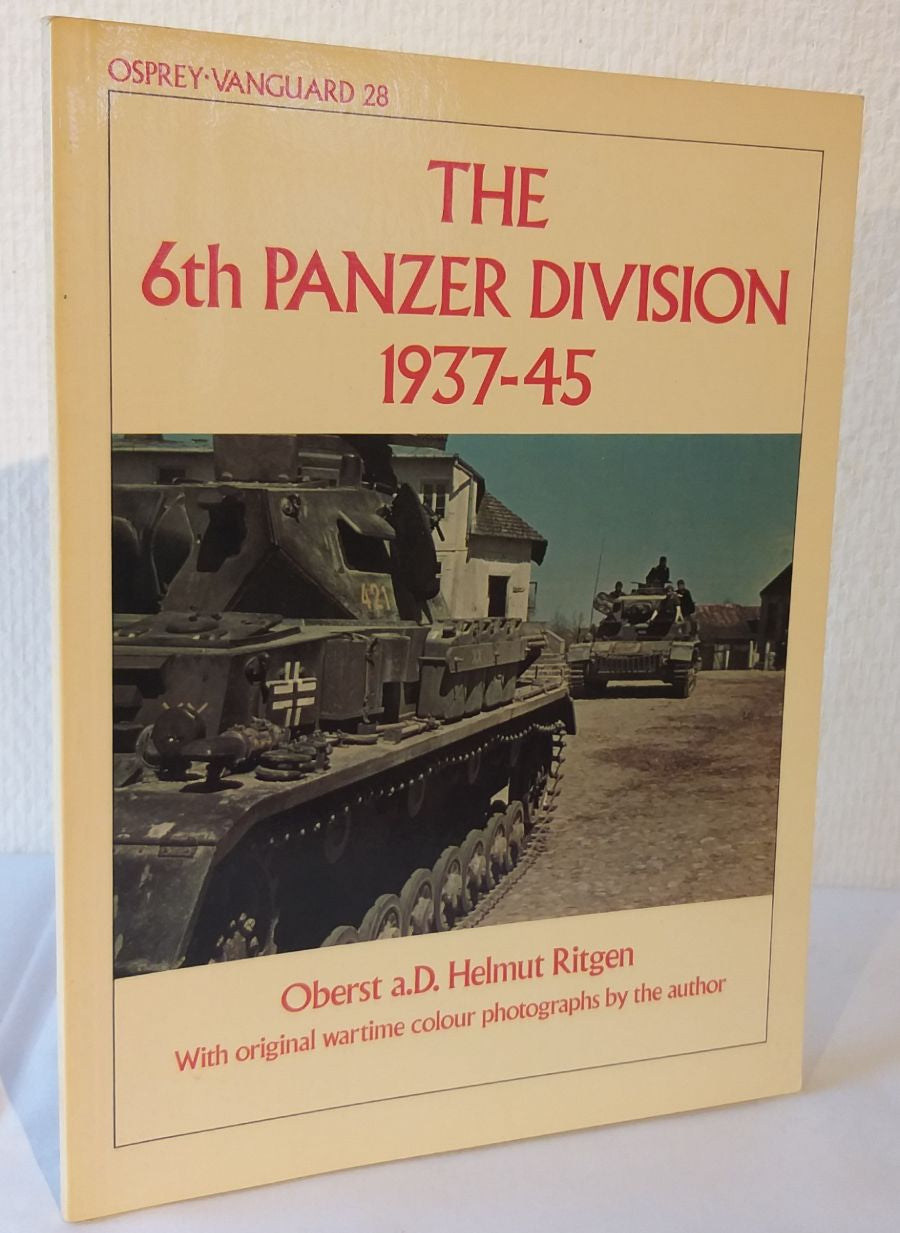 OSPREY·VANGUARD 28
THE
6th PANZER DIVISION
1937-45
421
Oberst a.D. Helmut Ritgen
With original wartime colour photographs by the author